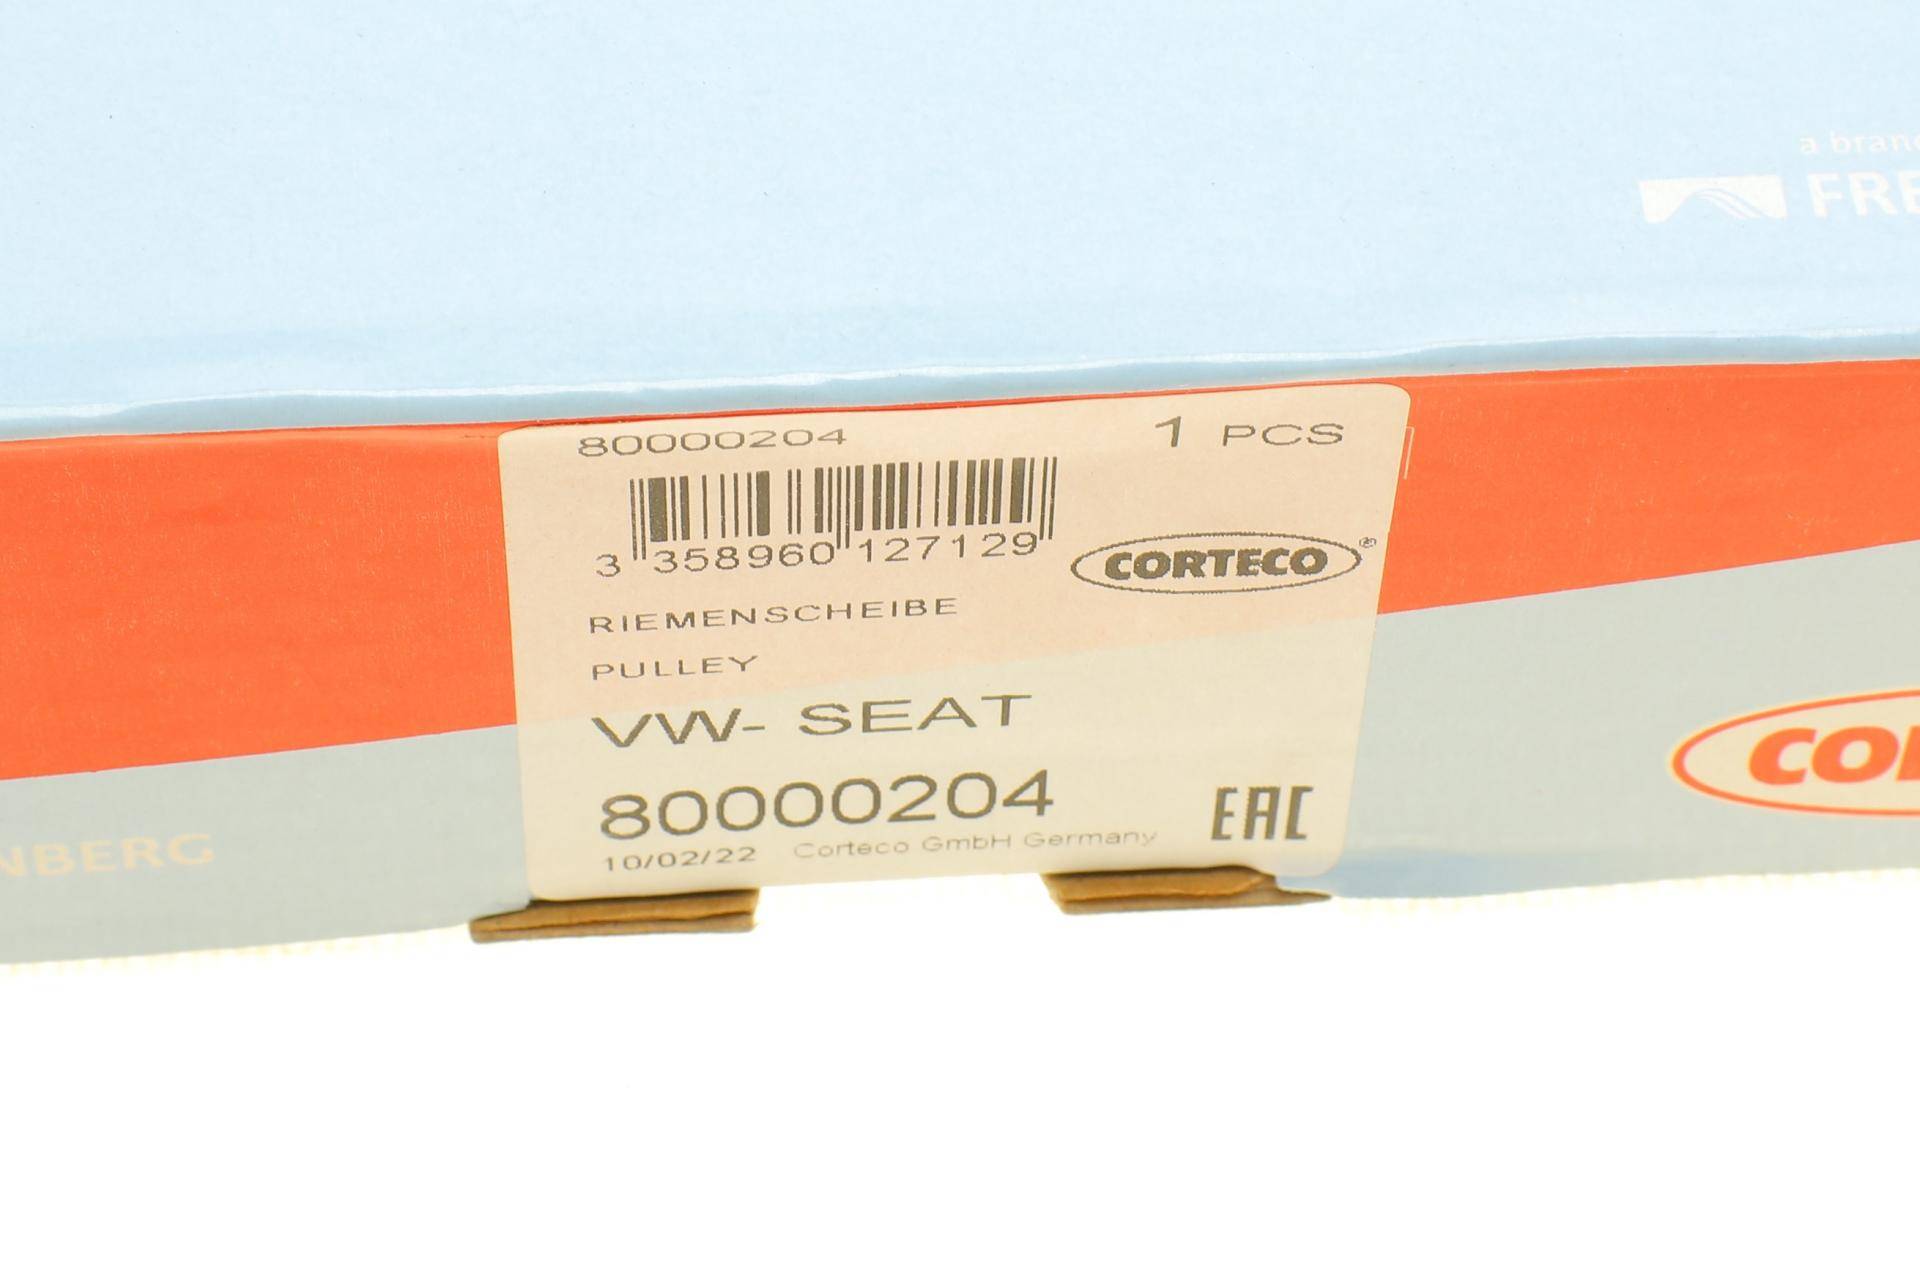 a bran
FRE
80000204
1 PCS
3 358960 127129
CORTECO®
RIEMENSCHEIBE
PULLEY
VW- SEAT
80000204
EAC
10/02/22 Corteco GmbH Germany
NBERG
CO